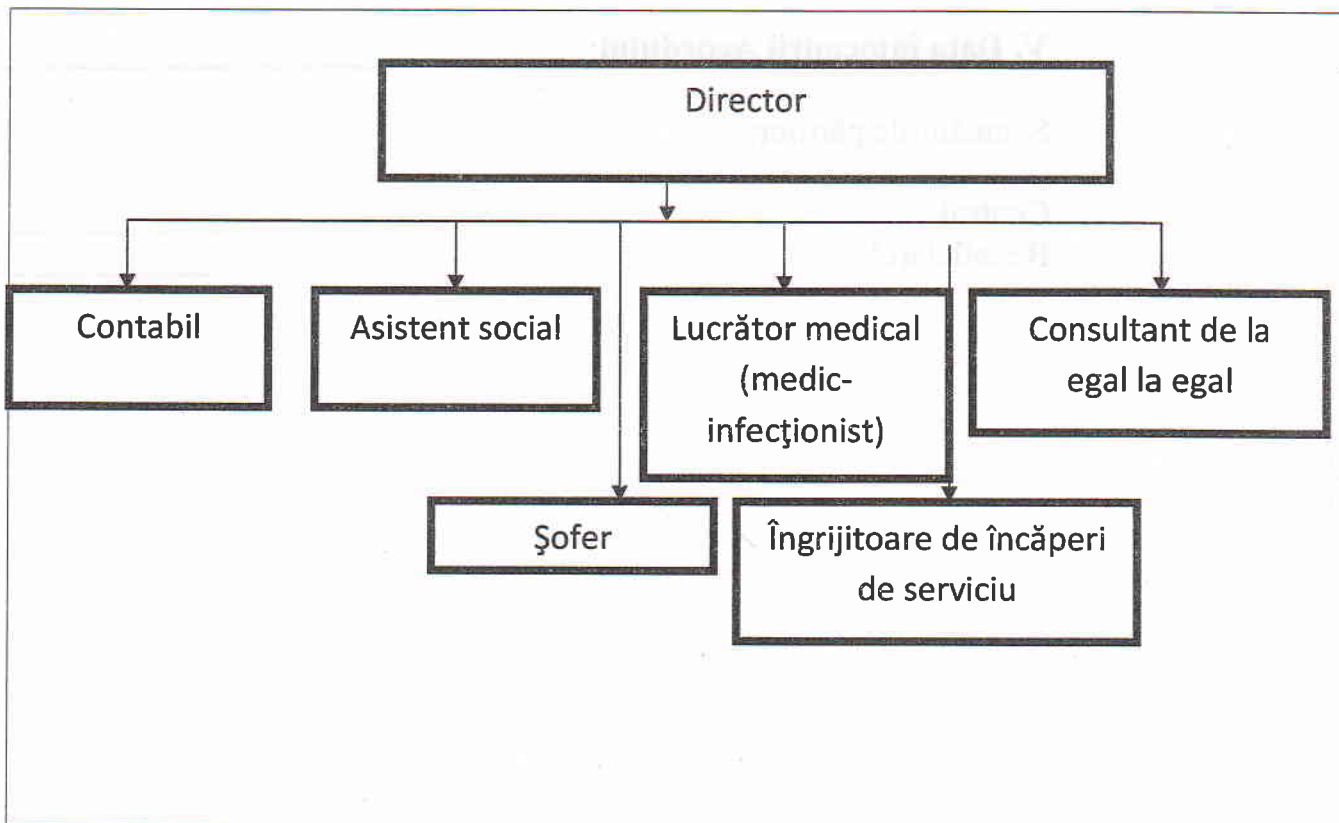 Director
Contabil
Asistent social
Lucrător medical
(medic-
infecţionist)
Consultant de la
egal la egal
Şofer
Îngrijitoare de încăperi
de serviciu